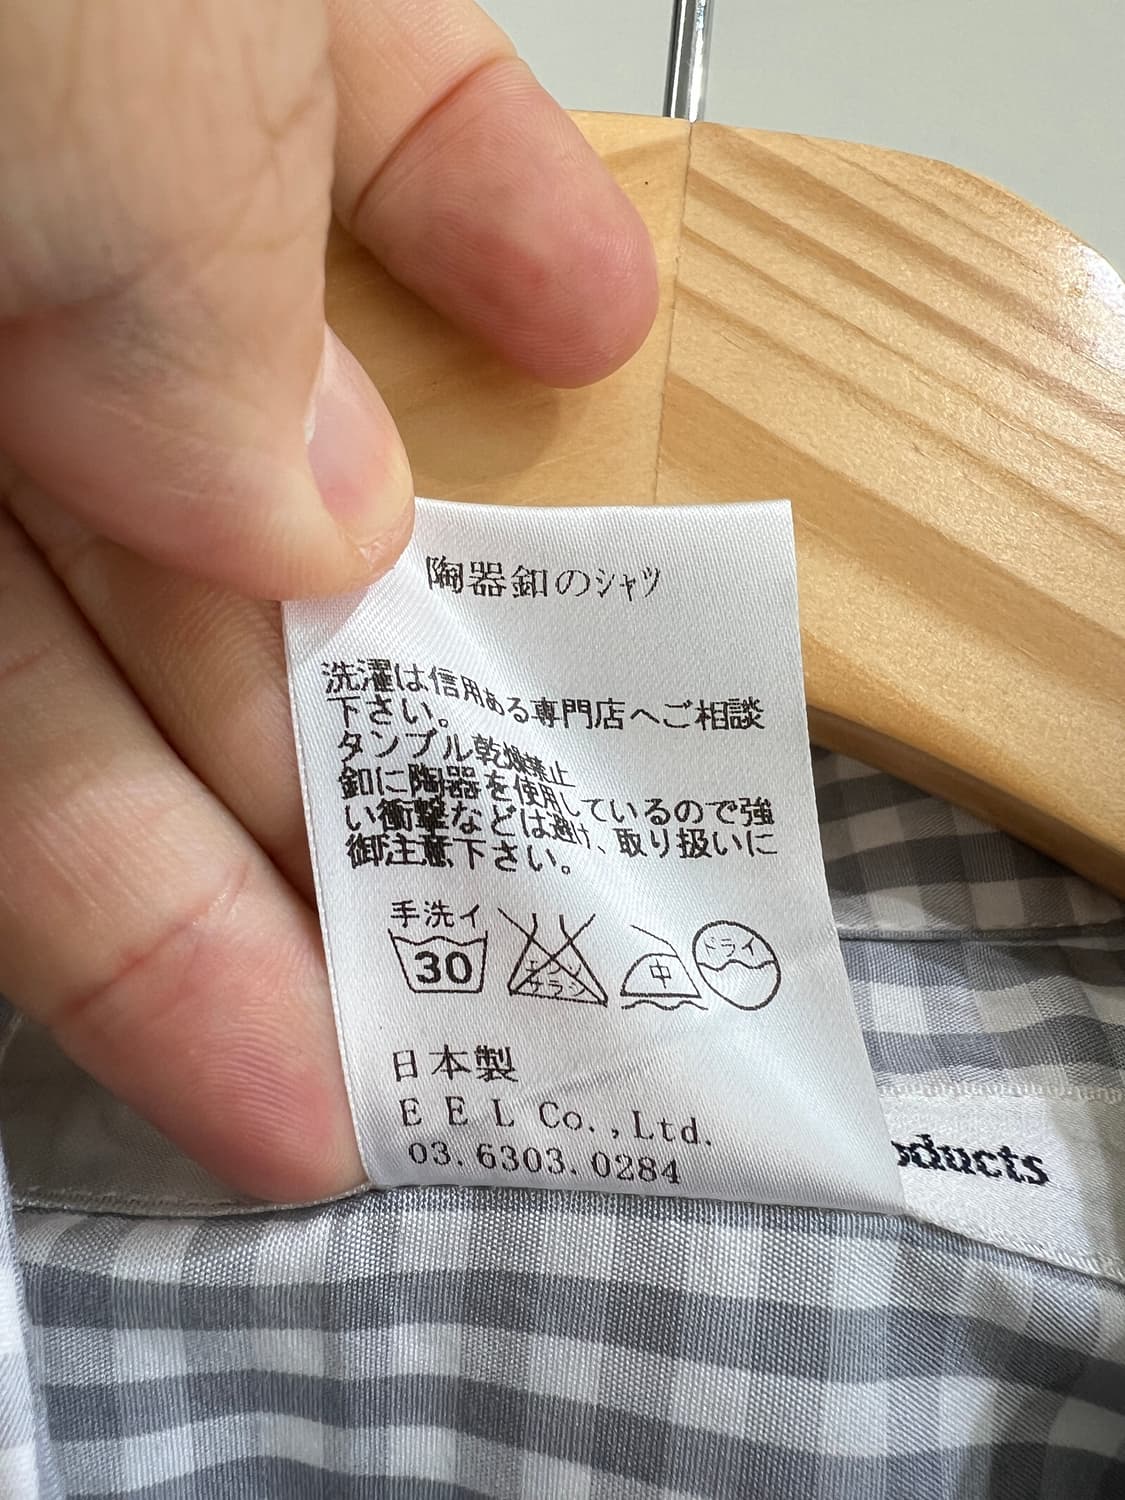 陶器釦のシャツ
洗濯は信用ある専門店へご相談
下さい。
タンブル乾燥禁止
釦に陶器を使用しているので強
い衝撃などは避け、取り扱いに
御注意下さい。
手洗イ
30
エンソ
サラシ
中
ドライ
日本製
EEL Co.,Ltd.
03.6303.0284
oducts